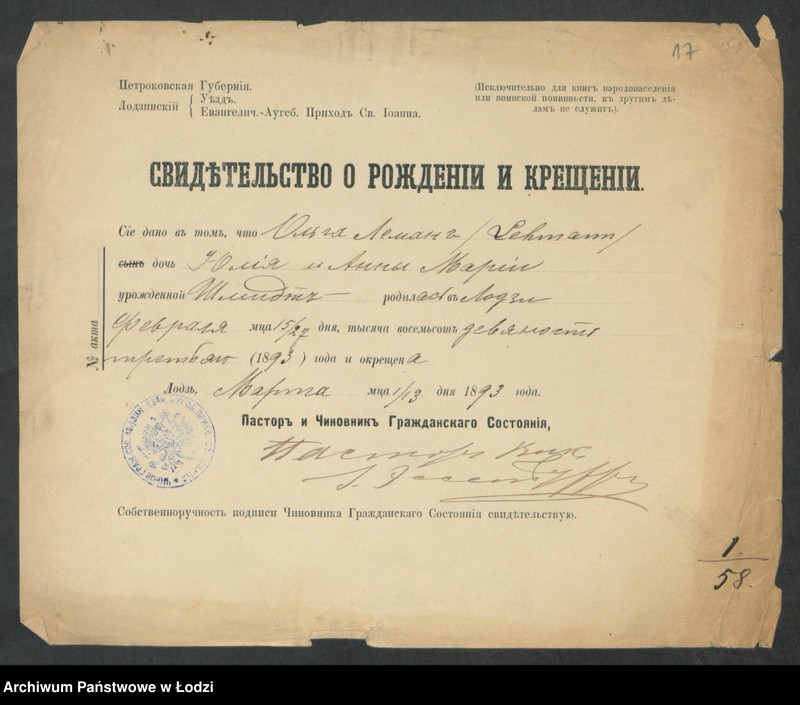 17
Петроковская Губернія.
Лодзинскій { Уѣздъ.
Евангелич.-Аугсб. Приходъ Св. Іоанна.
(Исключительно для книгъ народонаселенія
или воинской повинности, къ другимъ дѣ-
ламъ не служитъ).
СВИДѢТЕЛЬСТВО О РОЖДЕНІИ И КРЕЩЕНІИ.
Сіе дано въ томъ, что Ольга Леманъ / Lehmann /
сынъ дочь Юлія и Анны Маріи
урожденной Шмидтъ родилась въ Лодзи
Февраля мца 15/27 дня, тысяча восемьсотъ девяносто
третьяго (1893) года и окрещена
№ акта
Лодзь, Марта мца 1/13 дня 1893 года.
Пасторъ и Чиновникъ Гражданскаго Состоянія,
Пасторъ
Собственноручность подписи Чиновника Гражданскаго Состоянія свидѣтельствую.
1.
58.
Archiwum Państwowe w Łodzi